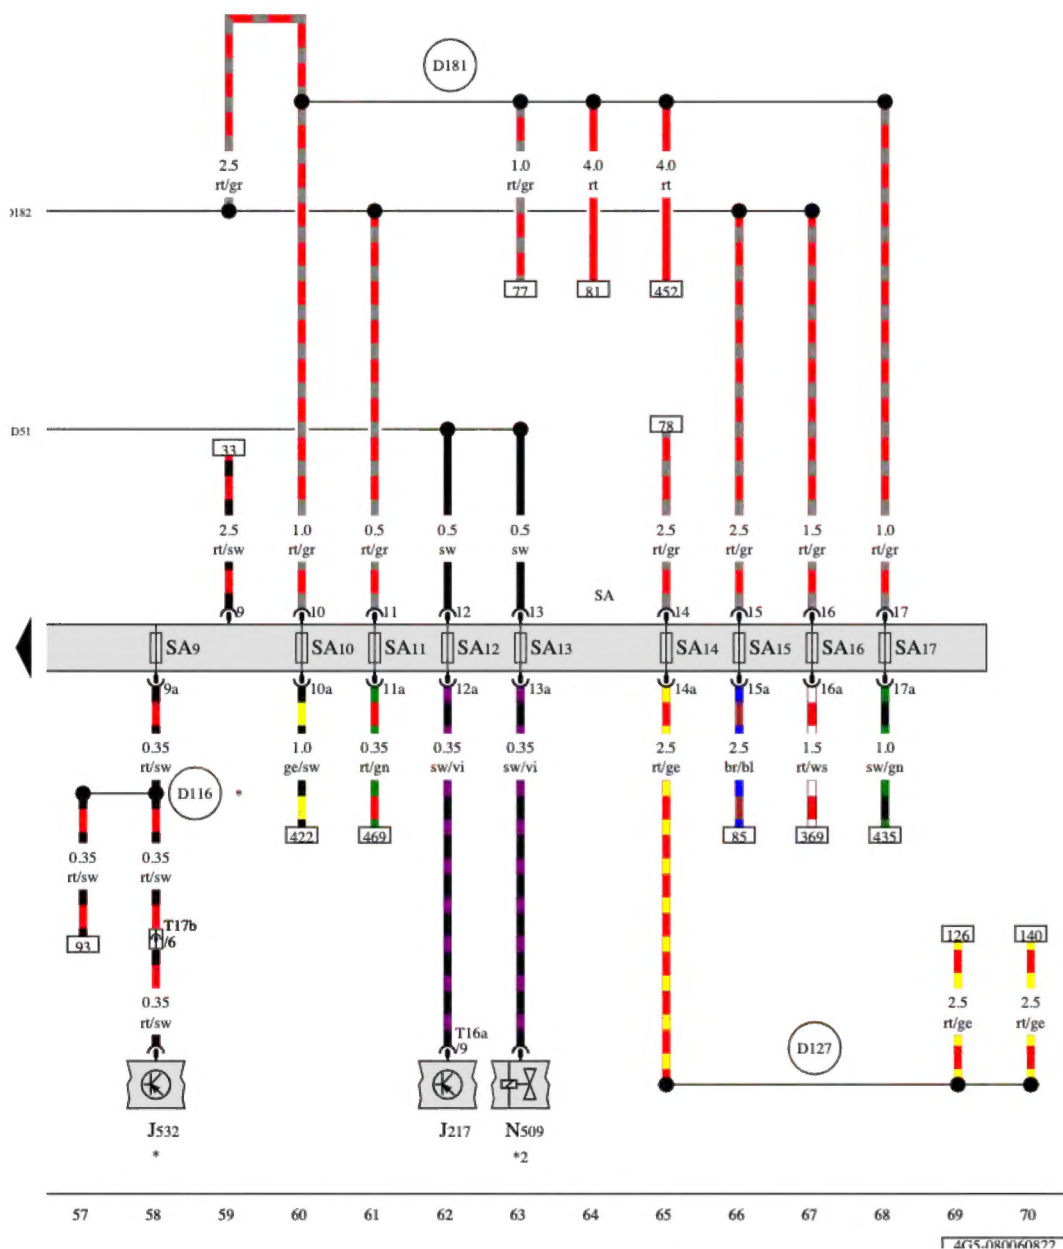 D181
2.5 1.0 4.0 4.0
rt/gr rt/gr rt rt
D182
77 81 452
D51
33 78
2.5 1.0 0.5 0.5 0.5 2.5 2.5 1.5 1.0
rt/sw rt/gr rt/gr sw sw rt/gr rt/gr rt/gr rt/gr
SA
9 10 11 12 13 14 15 16 17
SA9 SA10 SA11 SA12 SA13 SA14 SA15 SA16 SA17
9a 10a 11a 12a 13a 14a 15a 16a 17a
0.35 1.0 0.35 0.35 0.35 2.5 2.5 1.5 1.0
rt/sw ge/sw rt/gn sw/vi sw/vi rt/ge br/bl rt/ws sw/gn
D116 *
422 469 85 369 435
0.35 0.35
rt/sw rt/sw
T17b
/6
93 126 140
0.35 2.5 2.5
rt/sw rt/ge rt/ge
T16a
/9
D127
J532 J217 N509
* *2
57 58 59 60 61 62 63 64 65 66 67 68 69 70
4G5-080060822